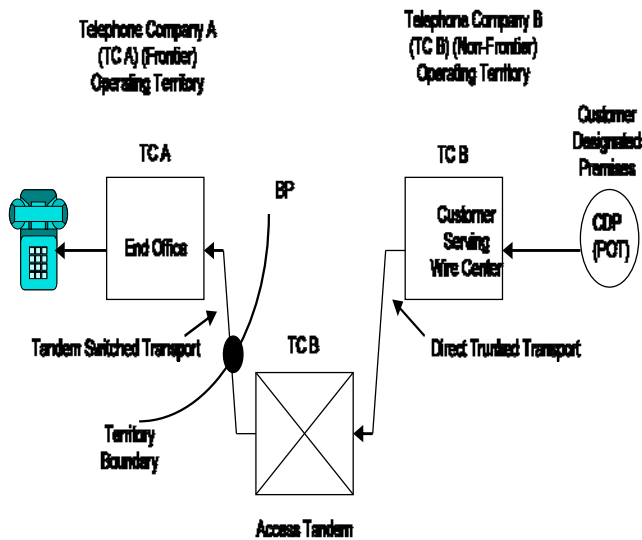 Telephone Company A
(TC A) (Frontier)
Operating Territory
Telephone Company B
(TC B) (Non-Frontier)
Operating Territory
Customer
Designated
Premises
TC A
BP
TC B
End Office
Customer
Serving
Wire Center
CDP
(POT)
Tandem Switched Transport
TC B
Direct Trunked Transport
Territory
Boundary
Access Tandem